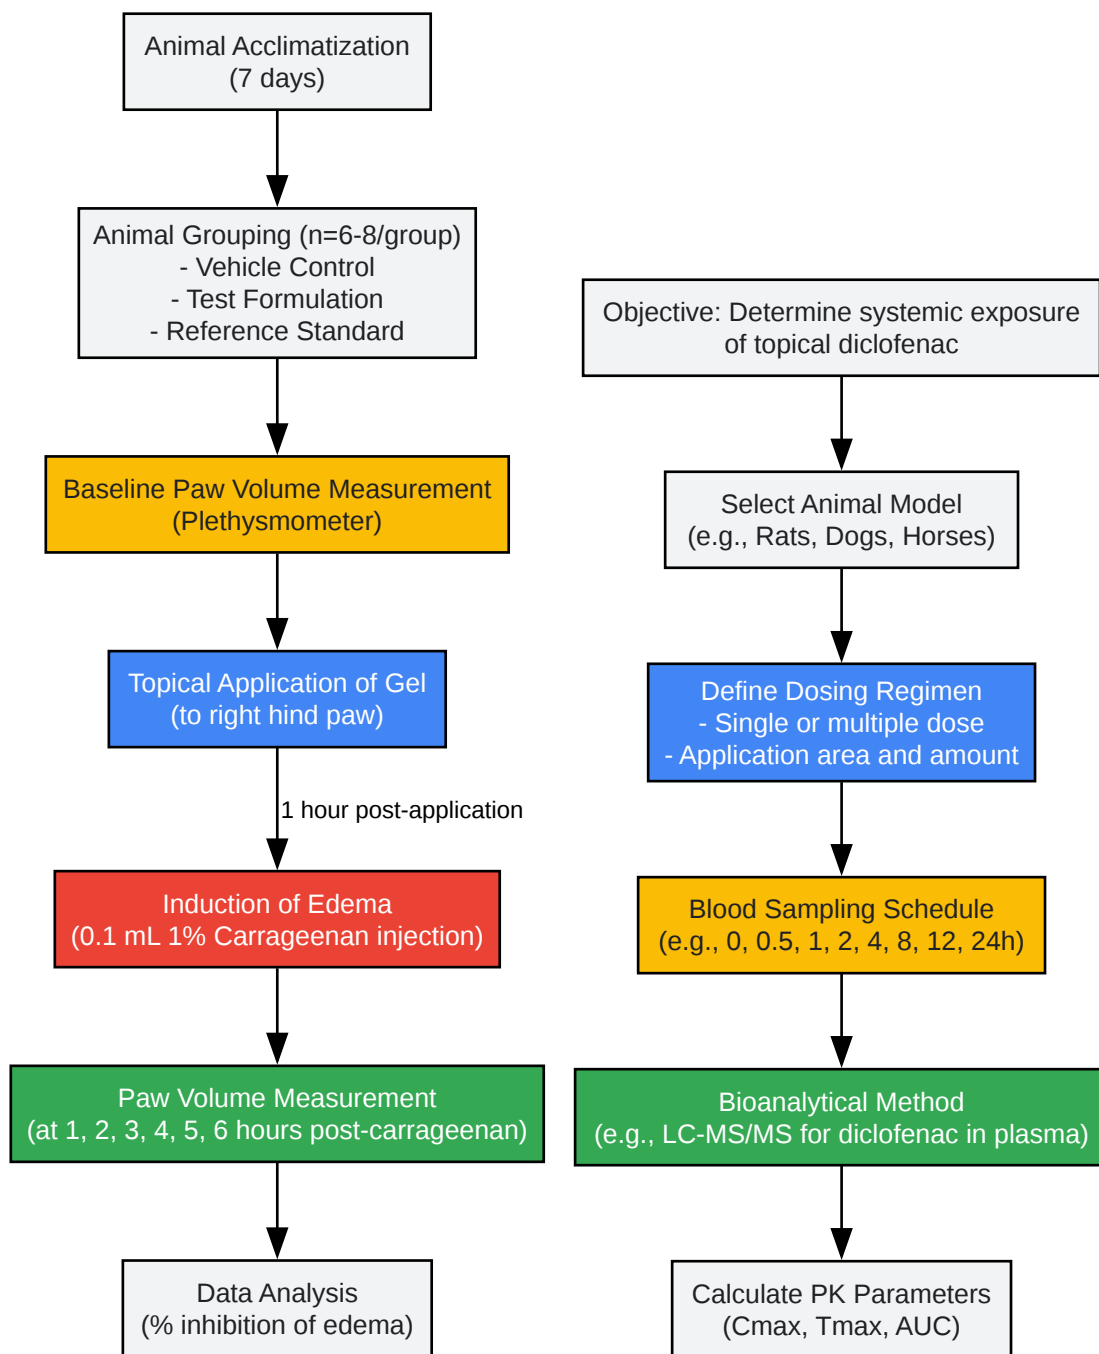 Animal Acclimatization
(7 days)
Animal Grouping (n=6-8/group)
- Vehicle Control
- Test Formulation
- Reference Standard
Baseline Paw Volume Measurement
(Plethysmometer)
Topical Application of Gel
(to right hind paw)
1 hour post-application
Induction of Edema
(0.1 mL 1% Carrageenan injection)
Paw Volume Measurement
(at 1, 2, 3, 4, 5, 6 hours post-carrageenan)
Data Analysis
(% inhibition of edema)
Objective: Determine systemic exposure
of topical diclofenac
Select Animal Model
(e.g., Rats, Dogs, Horses)
Define Dosing Regimen
- Single or multiple dose
- Application area and amount
Blood Sampling Schedule
(e.g., 0, 0.5, 1, 2, 4, 8, 12, 24h)
Bioanalytical Method
(e.g., LC-MS/MS for diclofenac in plasma)
Calculate PK Parameters
(Cmax, Tmax, AUC)